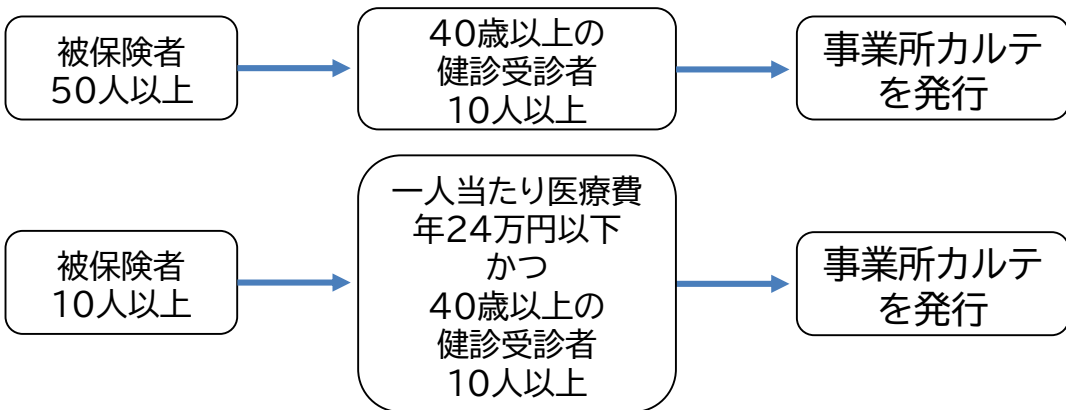 被保険者
50人以上
40歳以上の
健診受診者
10人以上
事業所カルテ
を発行
被保険者
10人以上
一人当たり医療費
年24万円以下
かつ
40歳以上の
健診受診者
10人以上
事業所カルテ
を発行